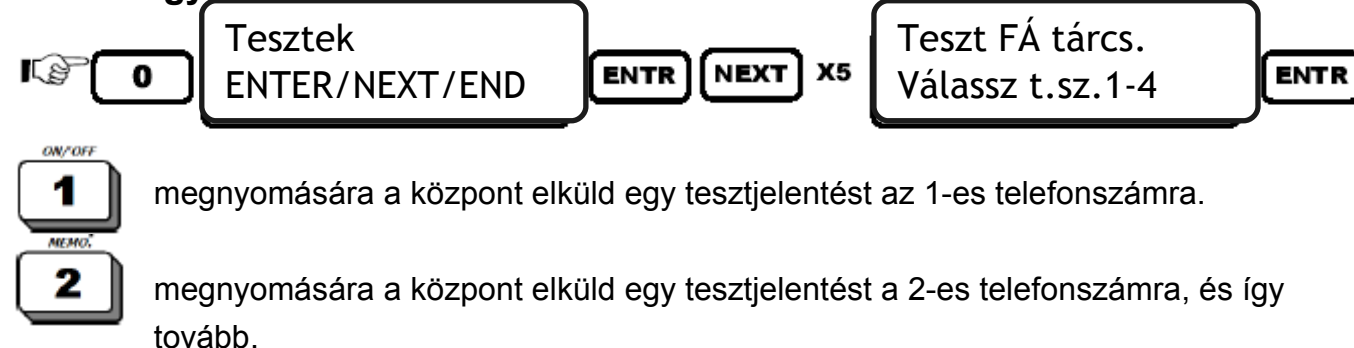 Tesztek
0 ENTER/NEXT/END ENTR NEXT X5 Teszt FÁ tárcs.
Válassz t.sz.1-4 ENTR
ON/OFF
1 megnyomására a központ elküld egy tesztjelentést az 1-es telefonszámra.
MEMO.
2 megnyomására a központ elküld egy tesztjelentést a 2-es telefonszámra, és így
tovább.